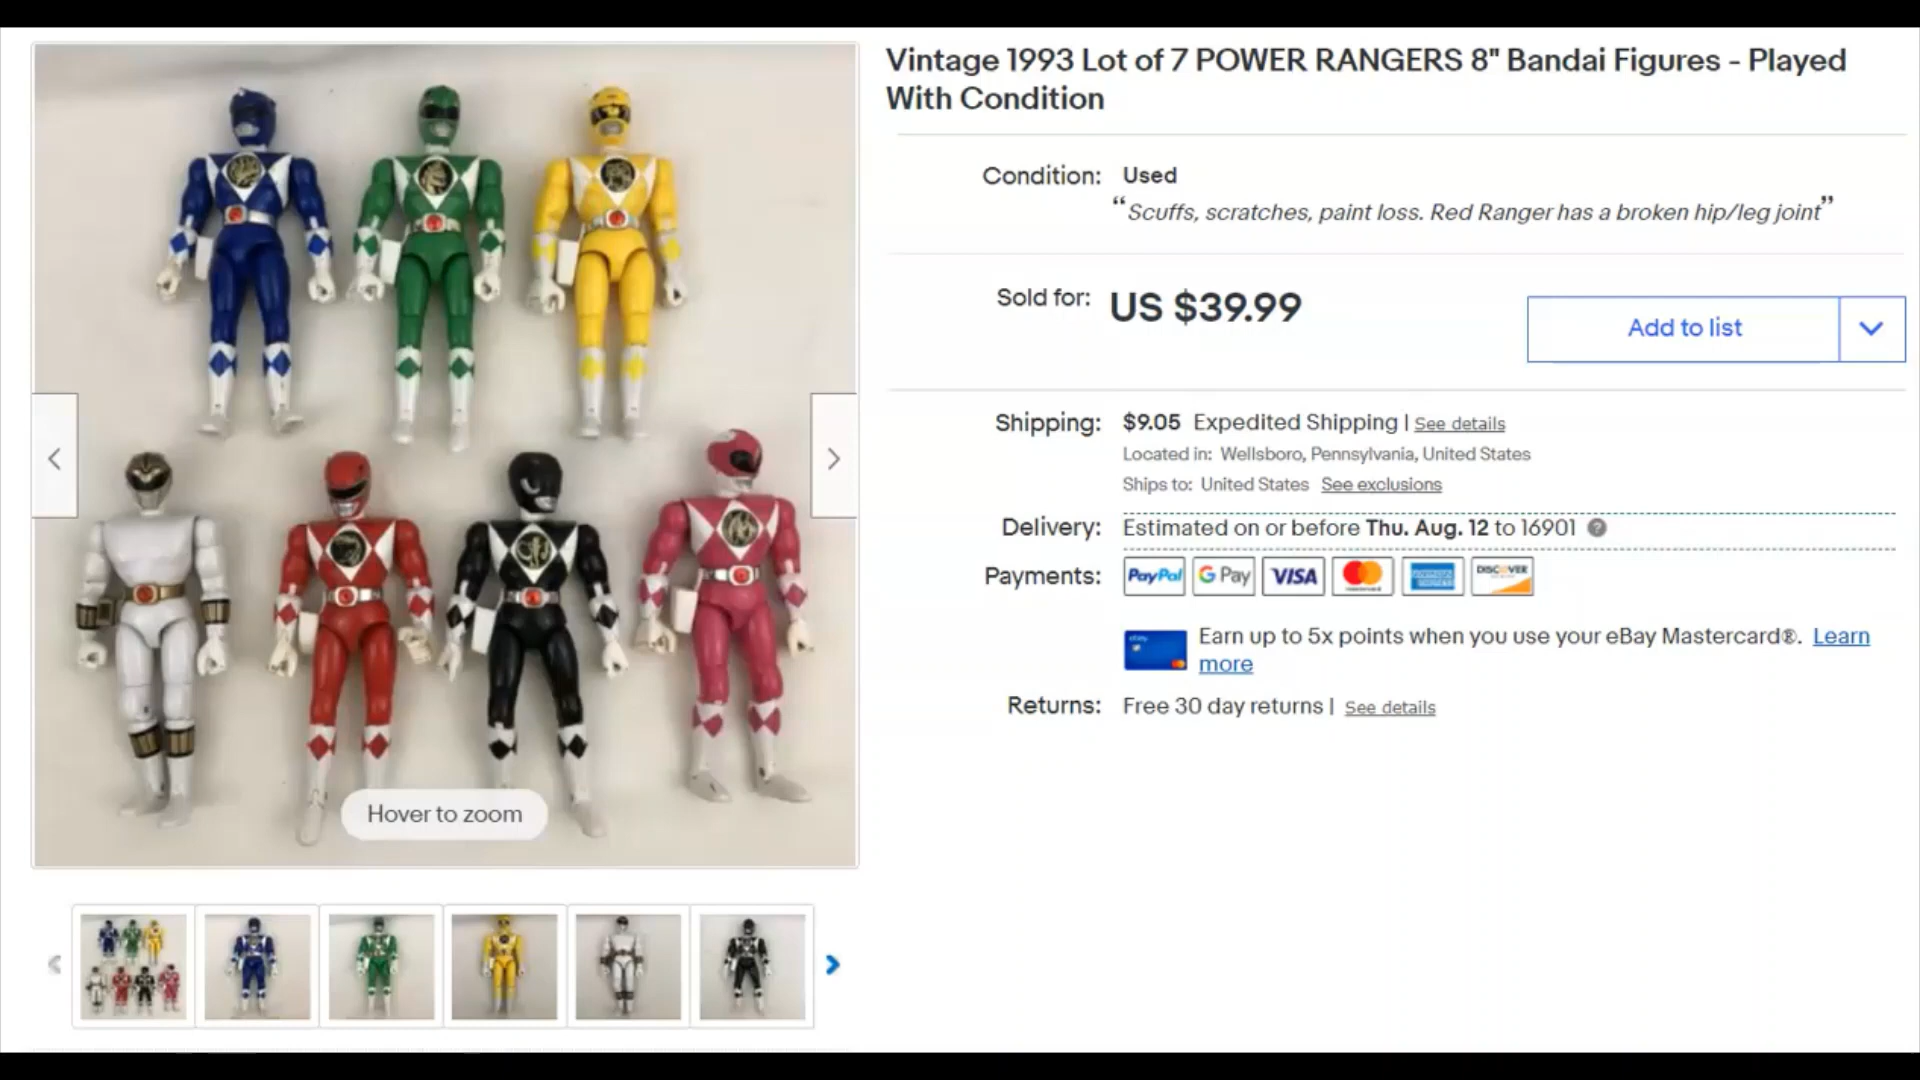 Vintage 1993 Lot of 7 POWER RANGERS 8" Bandai Figures - Played
With Condition
Condition: Used
“Scuffs, scratches, paint loss. Red Ranger has a broken hip/leg joint”
Sold for: US $39.99
Add to list
Shipping: $9.05 Expedited Shipping | See details
Located in: Wellsboro, Pennsylvania, United States
Ships to: United States See exclusions
Delivery: Estimated on or before Thu. Aug. 12 to 16901 ?
Payments: PayPal G Pay VISA mastercard AMERICAN EXPRESS DISCOVER
ebay
Earn up to 5x points when you use your eBay Mastercard®. Learn
more
Returns: Free 30 day returns | See details
Hover to zoom